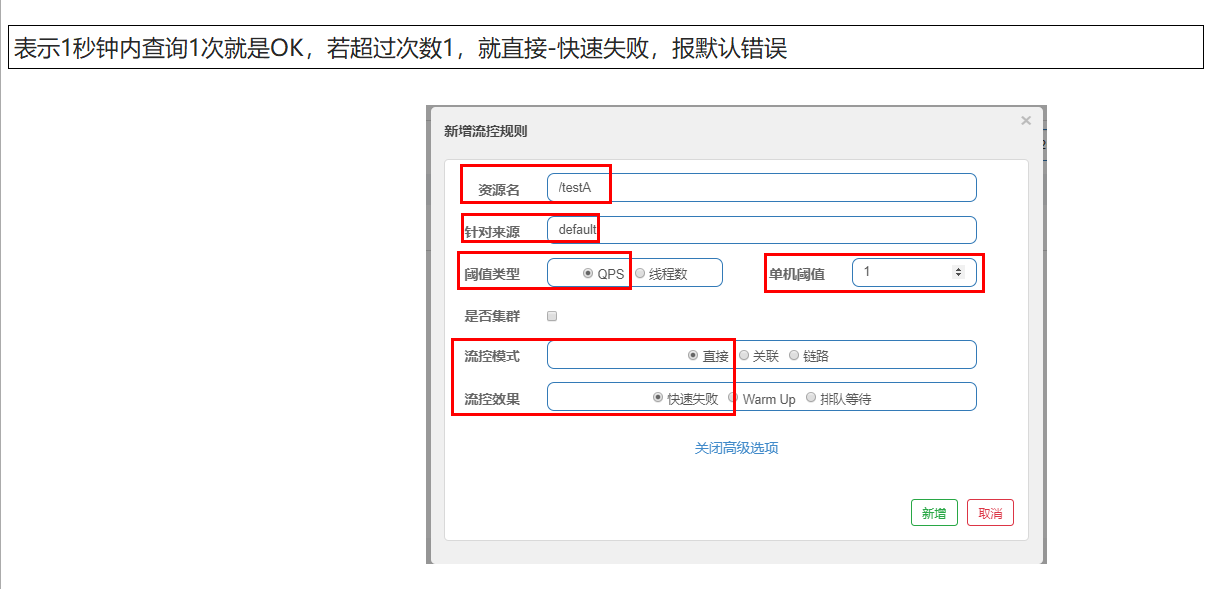 表示1秒钟内查询1次就是OK，若超过次数1，就直接-快速失败，报默认错误
新增流控规则 ×
资源名 /testA
针对来源 default
阈值类型 QPS 线程数 单机阈值 1
是否集群
流控模式 直接 关联 链路
流控效果 快速失败 Warm Up 排队等待
关闭高级选项
新增 取消